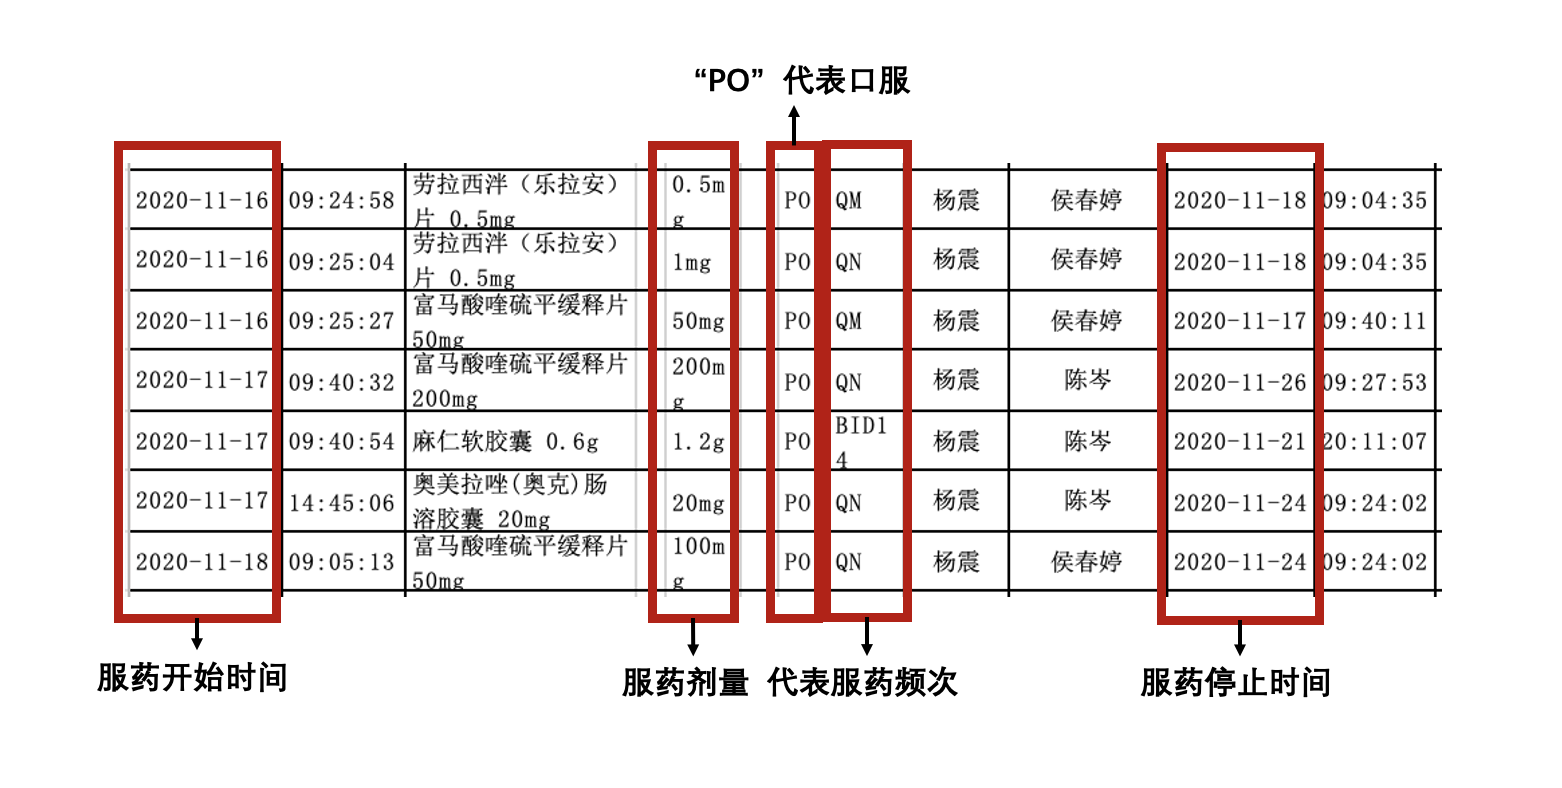 “PO” 代表口服
2020-11-16 09:24:58 劳拉西泮（乐拉安）片 0.5mg 0.5mg PO QM 杨震 侯春婷 2020-11-18 09:04:35
2020-11-16 09:25:04 劳拉西泮（乐拉安）片 0.5mg 1mg PO QN 杨震 侯春婷 2020-11-18 09:04:35
2020-11-16 09:25:27 富马酸喹硫平缓释片 50mg 50mg PO QM 杨震 侯春婷 2020-11-17 09:40:11
2020-11-17 09:40:32 富马酸喹硫平缓释片 200mg 200mg PO QN 杨震 陈岑 2020-11-26 09:27:53
2020-11-17 09:40:54 麻仁软胶囊 0.6g 1.2g PO BID14 杨震 陈岑 2020-11-21 20:11:07
2020-11-17 14:45:06 奥美拉唑(奥克)肠溶胶囊 20mg 20mg PO QN 杨震 陈岑 2020-11-24 09:24:02
2020-11-18 09:05:13 富马酸喹硫平缓释片 50mg 100mg PO QN 杨震 侯春婷 2020-11-24 09:24:02
服药开始时间 服药剂量 代表服药频次 服药停止时间